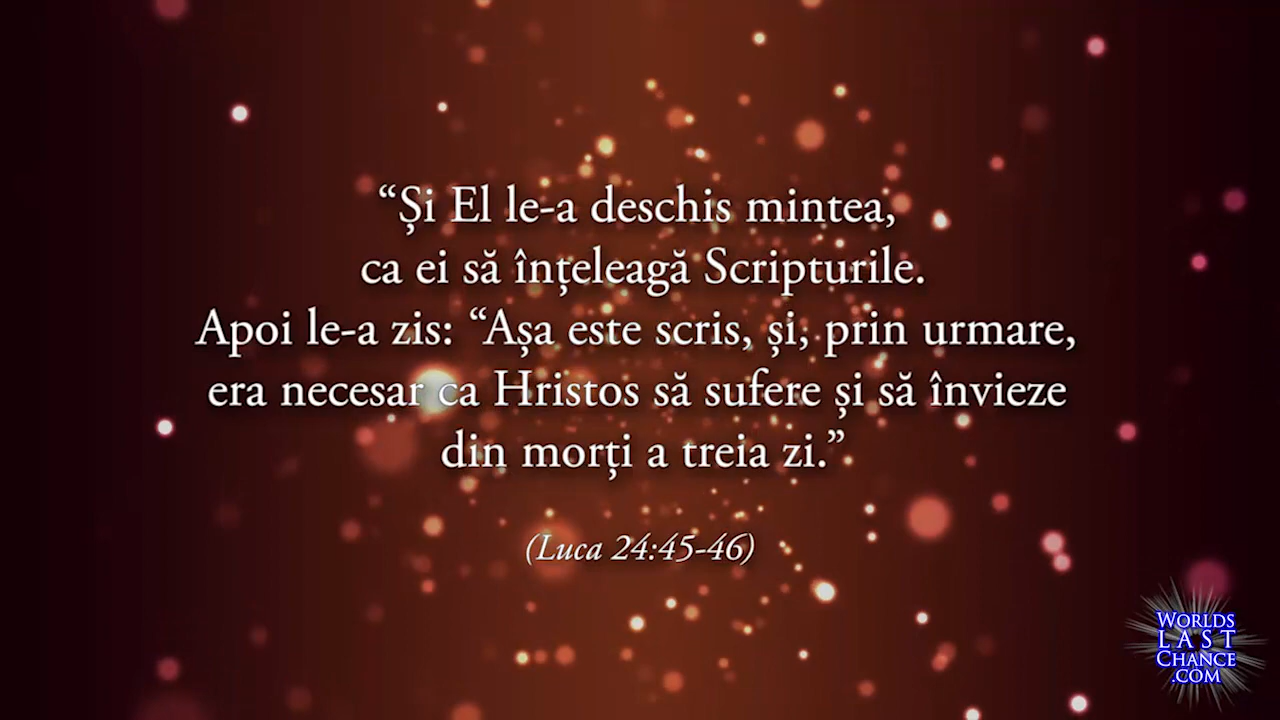 “Și El le-a deschis mintea,
ca ei să înțeleagă Scripturile.
Apoi le-a zis: “Așa este scris, și, prin urmare,
era necesar ca Hristos să sufere și să învieze
din morți a treia zi.”
(Luca 24:45-46)
WORLDS
LAST
CHANCE
.COM